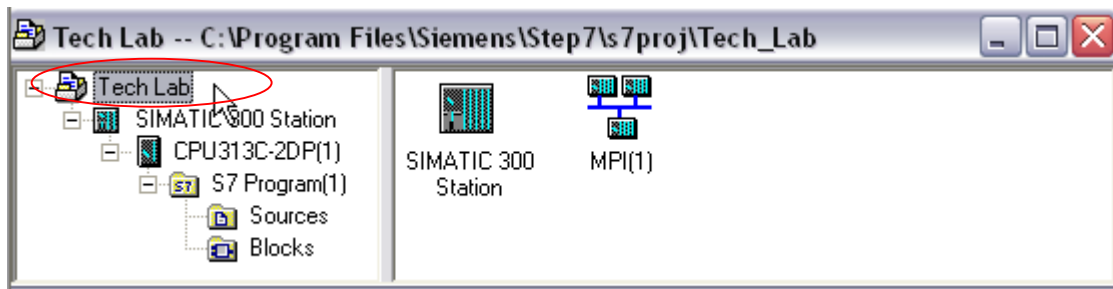 Tech Lab -- C:\Program Files\Siemens\Step7\s7proj\Tech_Lab
Tech Lab
SIMATIC 300 Station
CPU313C-2DP(1)
S7 Program(1)
Sources
Blocks
SIMATIC 300
Station
MPI(1)